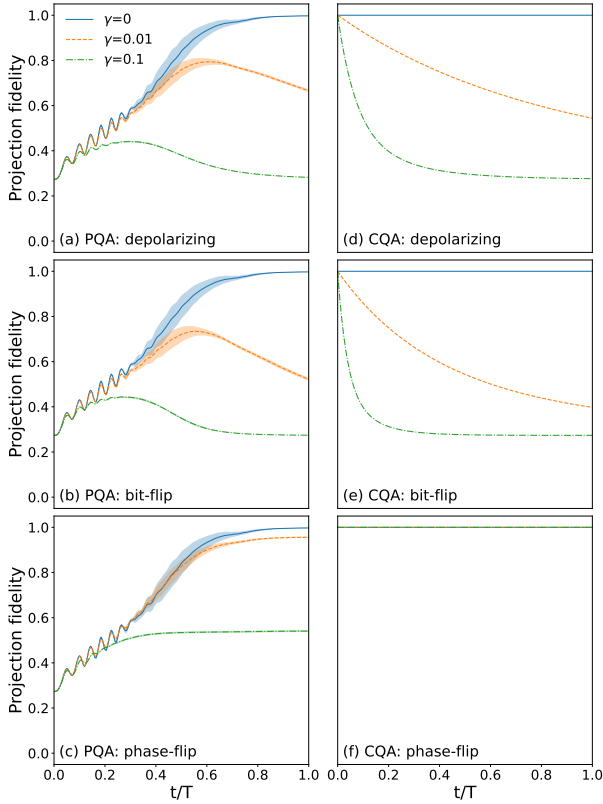 Projection fidelity
1.0
0.8
0.6
0.4
0.2
0.0
γ=0
γ=0.01
γ=0.1
(a) PQA: depolarizing
(d) CQA: depolarizing
Projection fidelity
1.0
0.8
0.6
0.4
0.2
0.0
(b) PQA: bit-flip
(e) CQA: bit-flip
Projection fidelity
1.0
0.8
0.6
0.4
0.2
0.0
(c) PQA: phase-flip
(f) CQA: phase-flip
0.0 0.2 0.4 0.6 0.8 1.0
0.0 0.2 0.4 0.6 0.8 1.0
t/T
t/T